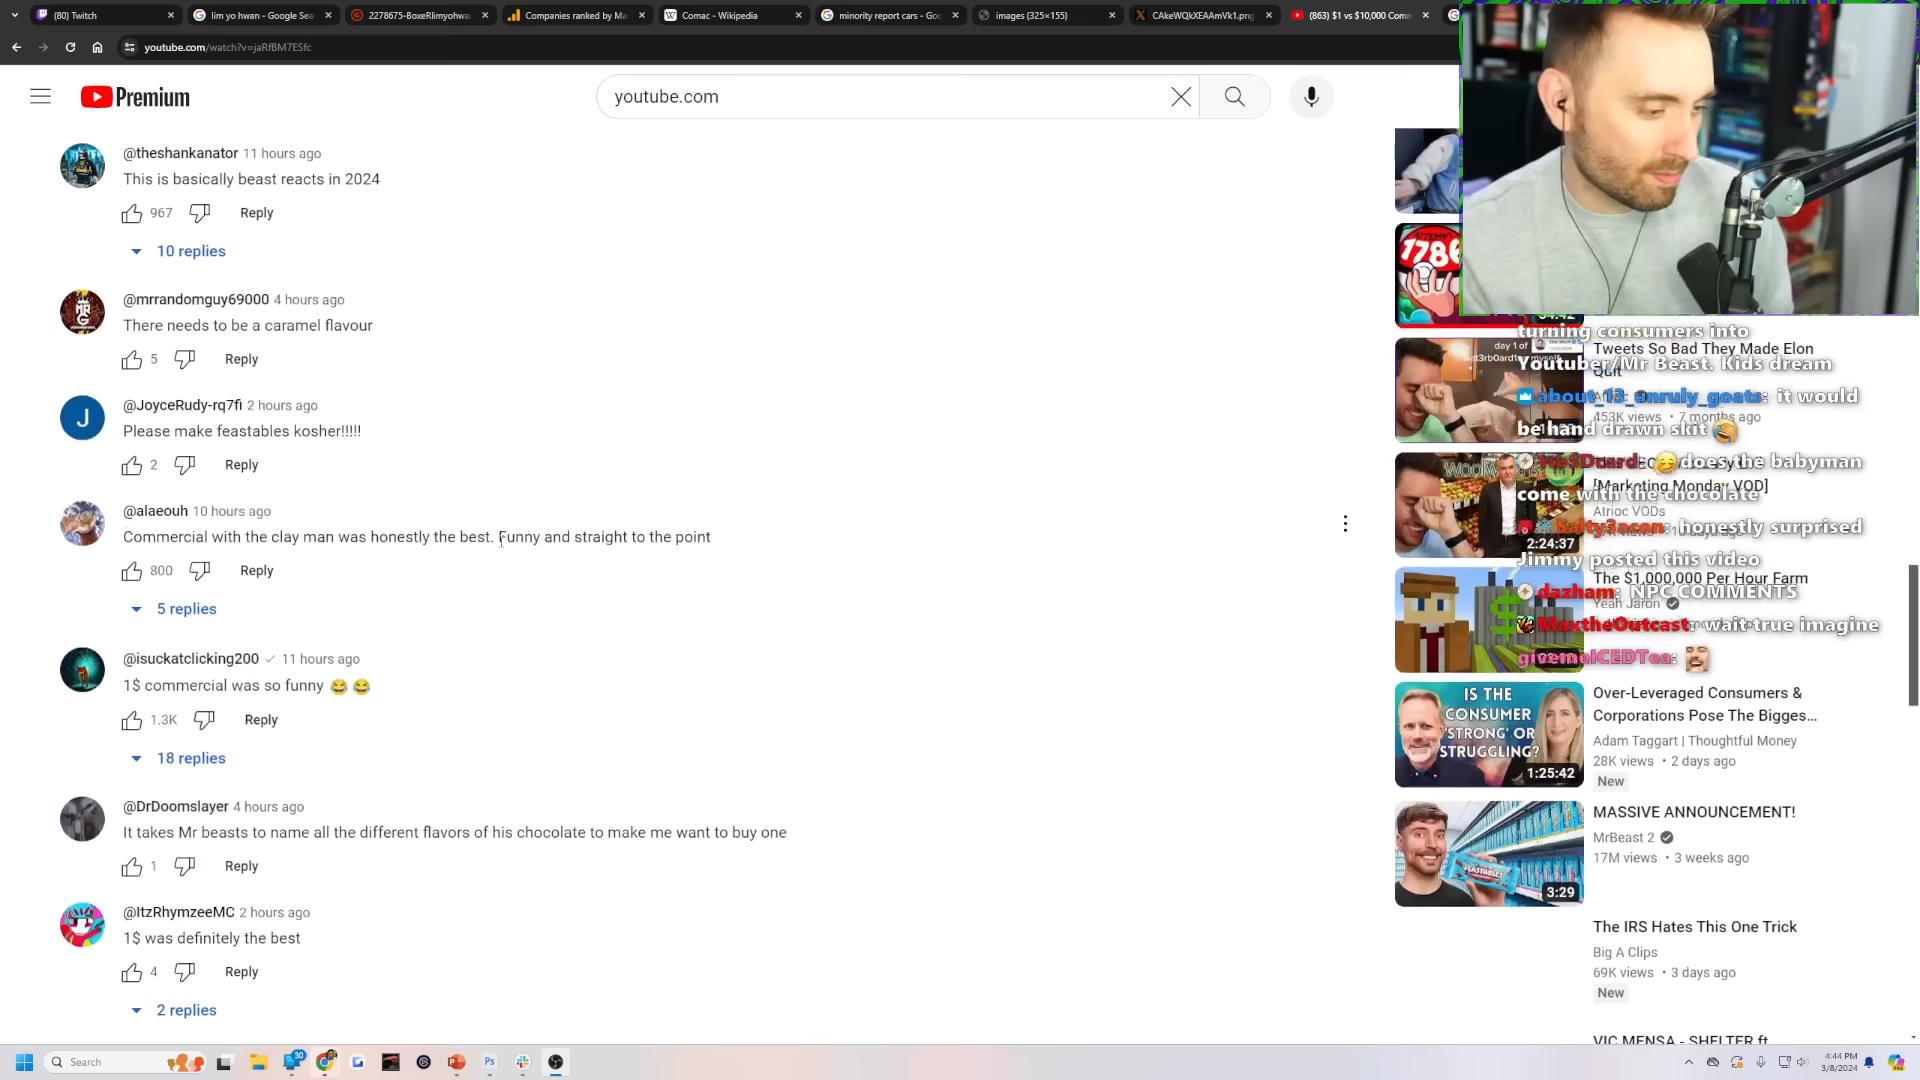 (80) Twitch
lim yo hwan - Google Sea
2278675-BoxeRlimyohwa
Companies ranked by Ma
Comac - Wikipedia
minority report cars - Goo
images (325×155)
CAkeWQkXEAAmVk1.png
(863) $1 vs $10,000 Comm
youtube.com/watch?v=jaRfBM7ESfc
Premium
youtube.com
@theshankanator 11 hours ago
This is basically beast reacts in 2024
967 Reply
10 replies
@mrrandomguy69000 4 hours ago
There needs to be a caramel flavour
5 Reply
J
@JoyceRudy-rq7fi 2 hours ago
Please make feastables kosher!!!!!
2 Reply
@alaeouh 10 hours ago
Commercial with the clay man was honestly the best. Funny and straight to the point
800 Reply
5 replies
@isuckatclicking200 11 hours ago
1$ commercial was so funny 😂 😂
1.3K Reply
18 replies
@DrDoomslayer 4 hours ago
It takes Mr beasts to name all the different flavors of his chocolate to make me want to buy one
1 Reply
@ItzRhymzeeMC 2 hours ago
1$ was definitely the best
4 Reply
2 replies
ATTEMPT
1786
turning consumers into
Youtuber/Mr Beast. Kids dream
about_13_unruly_goats: it would
be hand drawn skit
does the babyman
come with the chocolate
Salty3acon: honestly surprised
Jimmy posted this video
dazham: NPC COMMENTS
MaxtheOutcast: wait true imagine
givemeICEDTea:
day 1 of
Tweets So Bad They Made Elon
Quit
453K views • 7 months ago
[Marketing Monday VOD]
Atrioc VODs
2:24:37
The $1,000,000 Per Hour Farm
Yeah Jaron
IS THE
CONSUMER
'STRONG' OR
STRUGGLING?
1:25:42
Over-Leveraged Consumers &
Corporations Pose The Bigges...
Adam Taggart | Thoughtful Money
28K views • 2 days ago
New
FEASTABLES
3:29
MASSIVE ANNOUNCEMENT!
MrBeast 2
17M views • 3 weeks ago
The IRS Hates This One Trick
Big A Clips
69K views • 3 days ago
New
VIC MENSA - SHELTER ft
Search
30
Ps
4:44 PM
3/8/2024